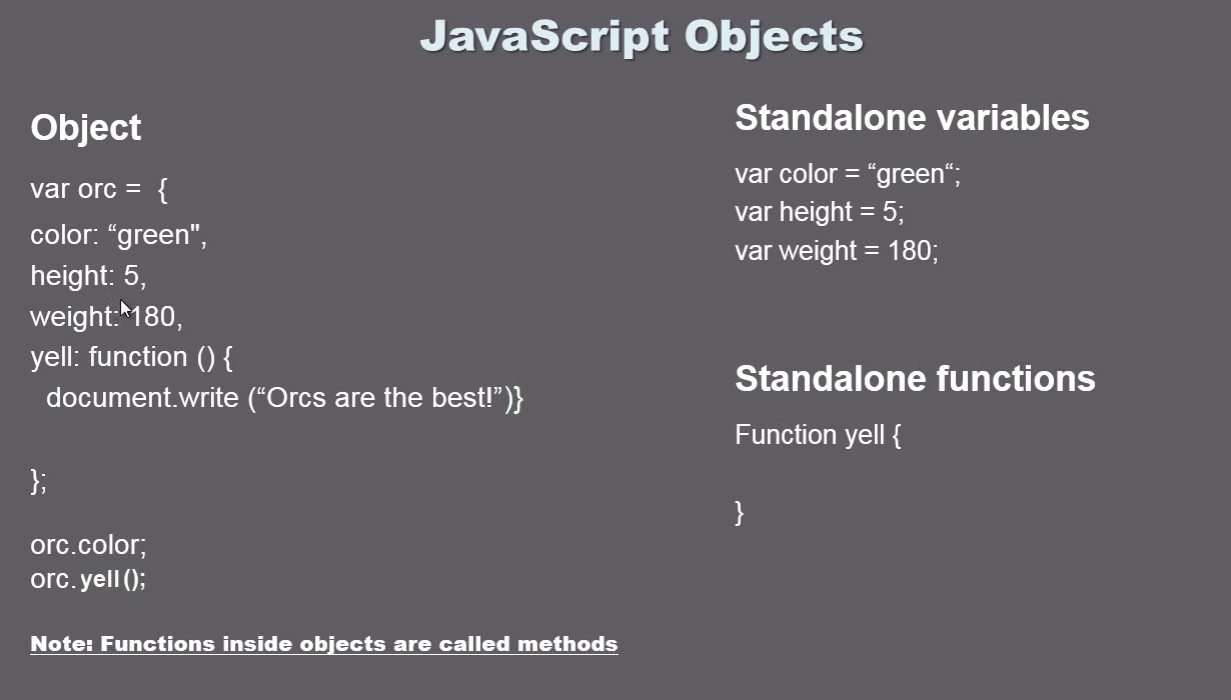 JavaScript Objects
Object
var orc =  {
color: “green",
height: 5,
weight: 180,
yell: function () {
document.write (“Orcs are the best!”)}
};
orc.color;
orc.yell();
Note: Functions inside objects are called methods
Standalone variables
var color = “green“;
var height = 5;
var weight = 180;
Standalone functions
Function yell {
}